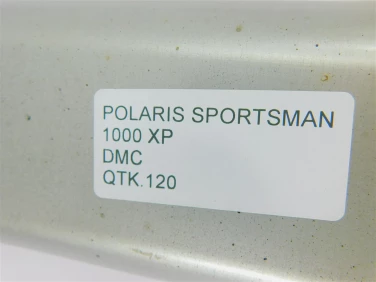 POLARIS SPORTSMAN
1000 XP
DMC
QTK.120